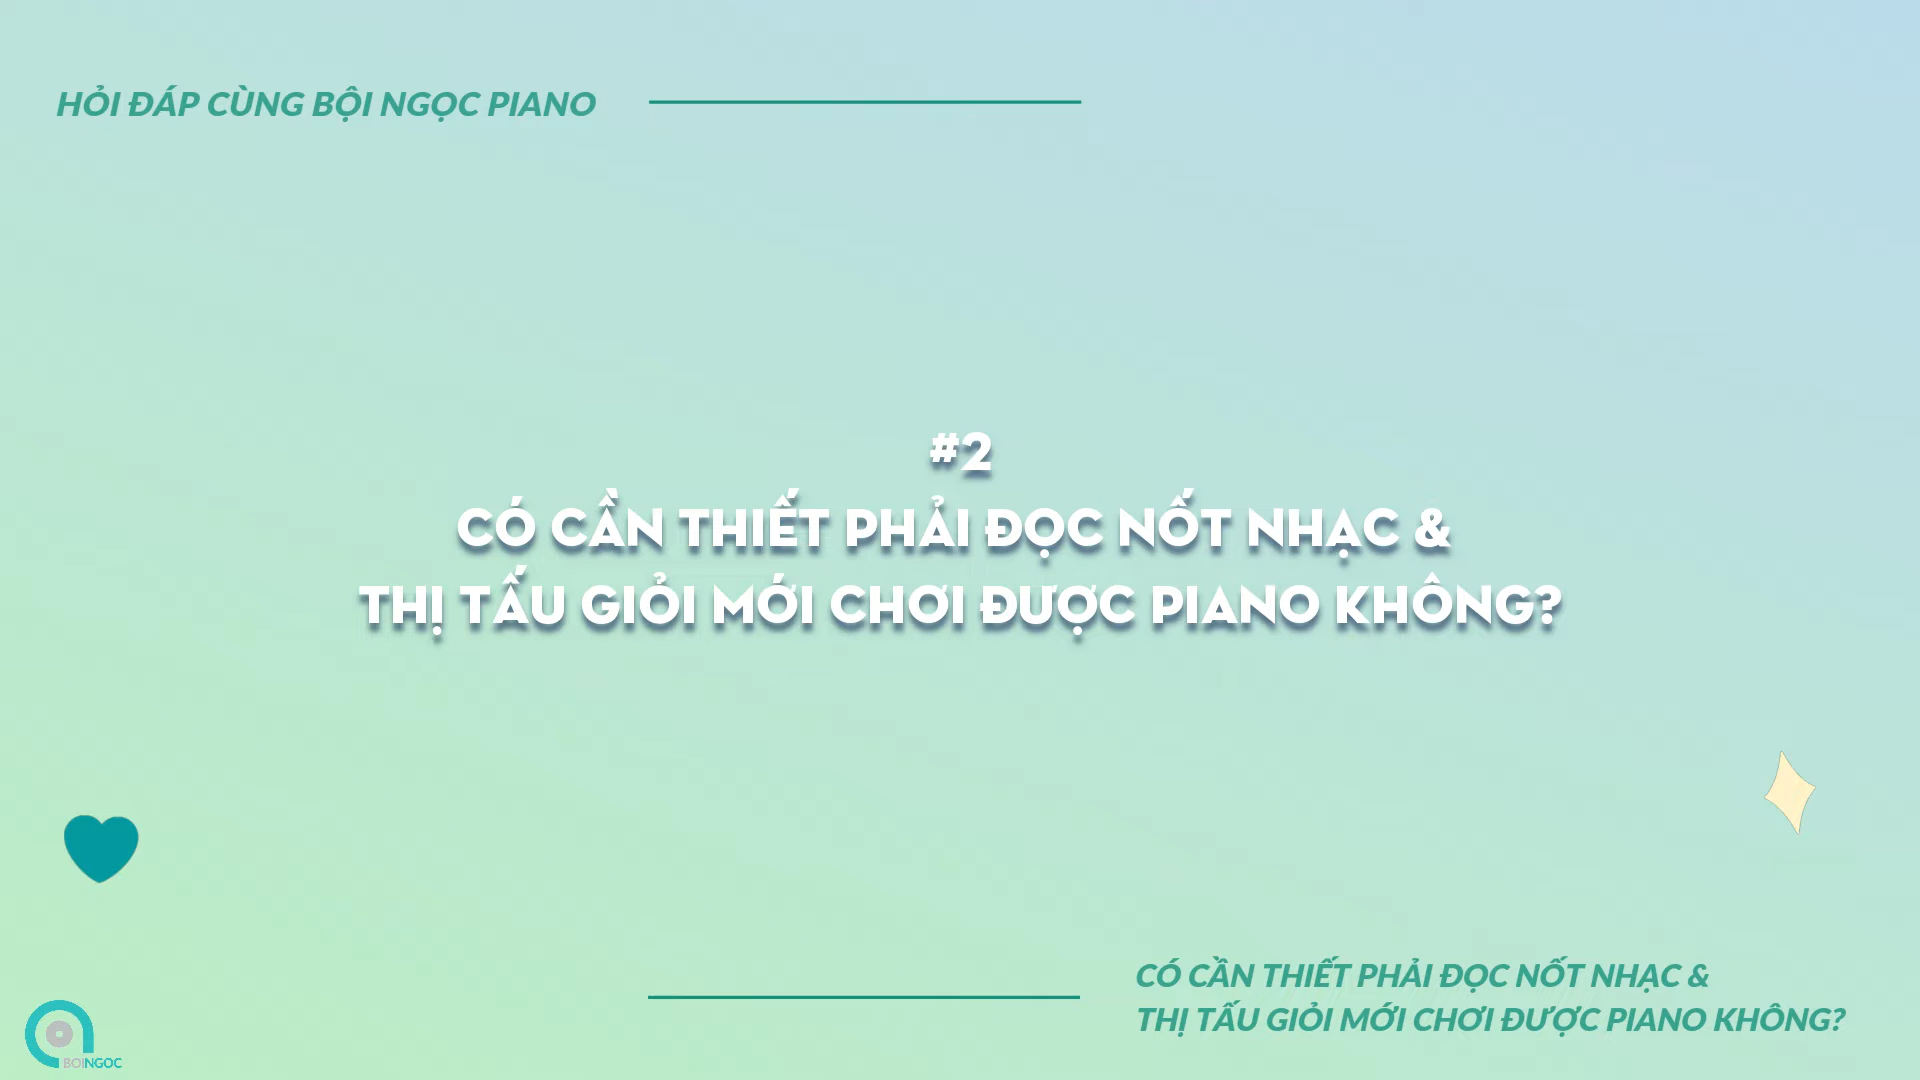 HỎI ĐÁP CÙNG BỘI NGỌC PIANO
#2
CÓ CẦN THIẾT PHẢI ĐỌC NỐT NHẠC &
THỊ TẤU GIỎI MỚI CHƠI ĐƯỢC PIANO KHÔNG?
CÓ CẦN THIẾT PHẢI ĐỌC NỐT NHẠC &
THỊ TẤU GIỎI MỚI CHƠI ĐƯỢC PIANO KHÔNG?
BOINGOC